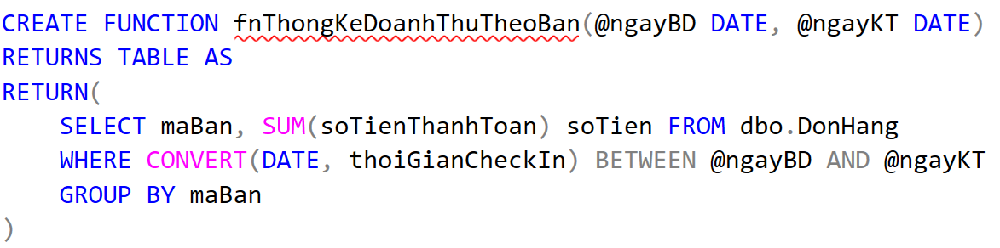 CREATE FUNCTION fnThongKeDoanhThuTheoBan(@ngayBD DATE, @ngayKT DATE)
RETURNS TABLE AS
RETURN(
    SELECT maBan, SUM(soTienThanhToan) soTien FROM dbo.DonHang
    WHERE CONVERT(DATE, thoiGianCheckIn) BETWEEN @ngayBD AND @ngayKT
    GROUP BY maBan
)